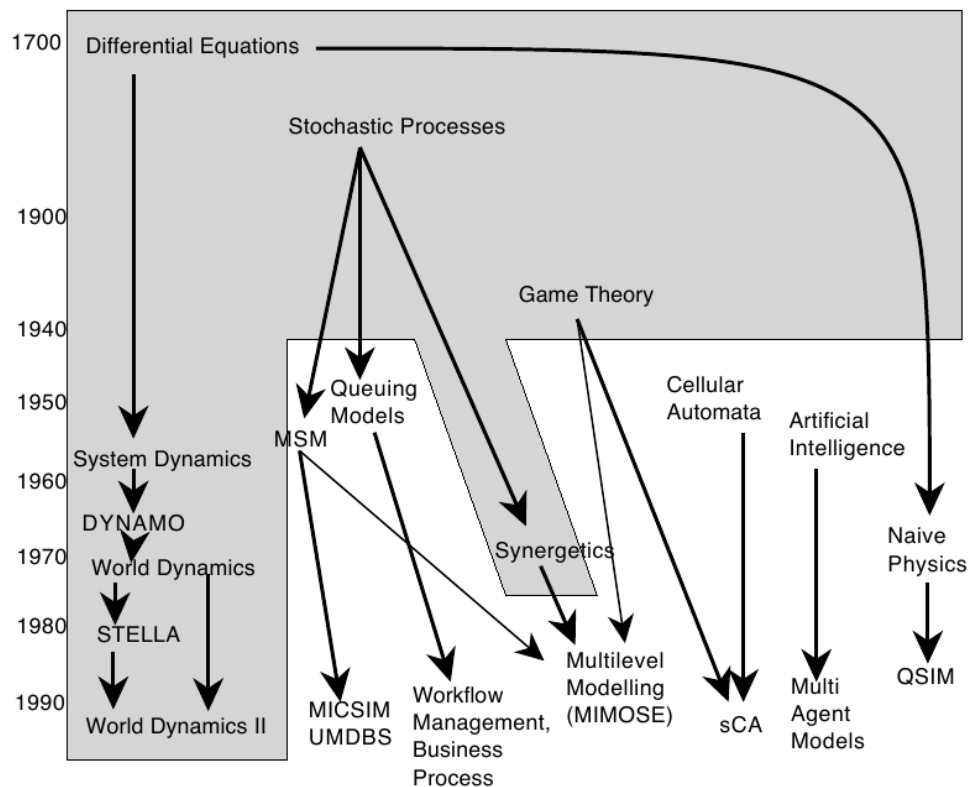 1700
Differential Equations
Stochastic Processes
1900
Game Theory
1940
Queuing
Models
Cellular
Automata
1950
Artificial
Intelligence
MSM
System Dynamics
1960
DYNAMO
Naive
Physics
Synergetics
1970
World Dynamics
1980
STELLA
Multilevel
Modelling
(MIMOSE)
QSIM
1990
MICSIM
UMDBS
Workflow
Management,
Business
Process
sCA
Multi
Agent
Models
World Dynamics II